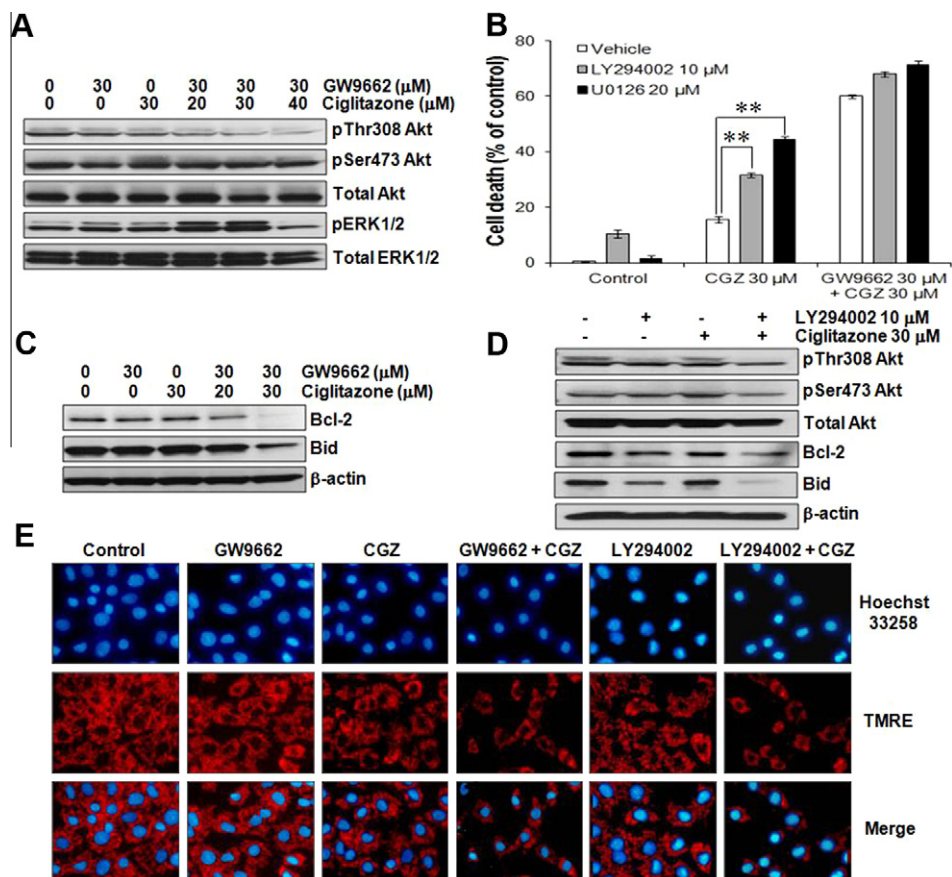 A
0 30 0 30 30 30 GW9662 (µM)
0 0 30 20 30 40 Ciglitazone (µM)
pThr308 Akt
pSer473 Akt
Total Akt
pERK1/2
Total ERK1/2
B
Cell death (% of control)
80
60
40
20
0
Vehicle
LY294002 10 µM
U0126 20 µM
**
**
Control
CGZ 30 µM
GW9662 30 µM
+ CGZ 30 µM
C
0 30 0 30 30 GW9662 (µM)
0 0 30 20 30 Ciglitazone (µM)
Bcl-2
Bid
β-actin
D
- + - + LY294002 10 µM
- - + + Ciglitazone 30 µM
pThr308 Akt
pSer473 Akt
Total Akt
Bcl-2
Bid
β-actin
E
Control GW9662 CGZ GW9662 + CGZ LY294002 LY294002 + CGZ
Hoechst
33258
TMRE
Merge